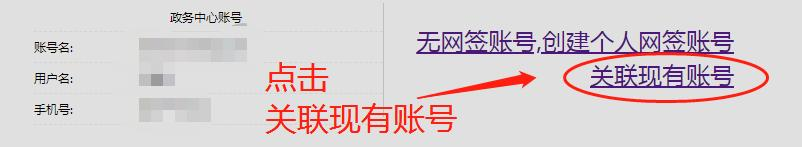 政务中心账号
账号名:
用户名:
手机号:
点击
关联现有账号
无网签账号,创建个人网签账号
关联现有账号